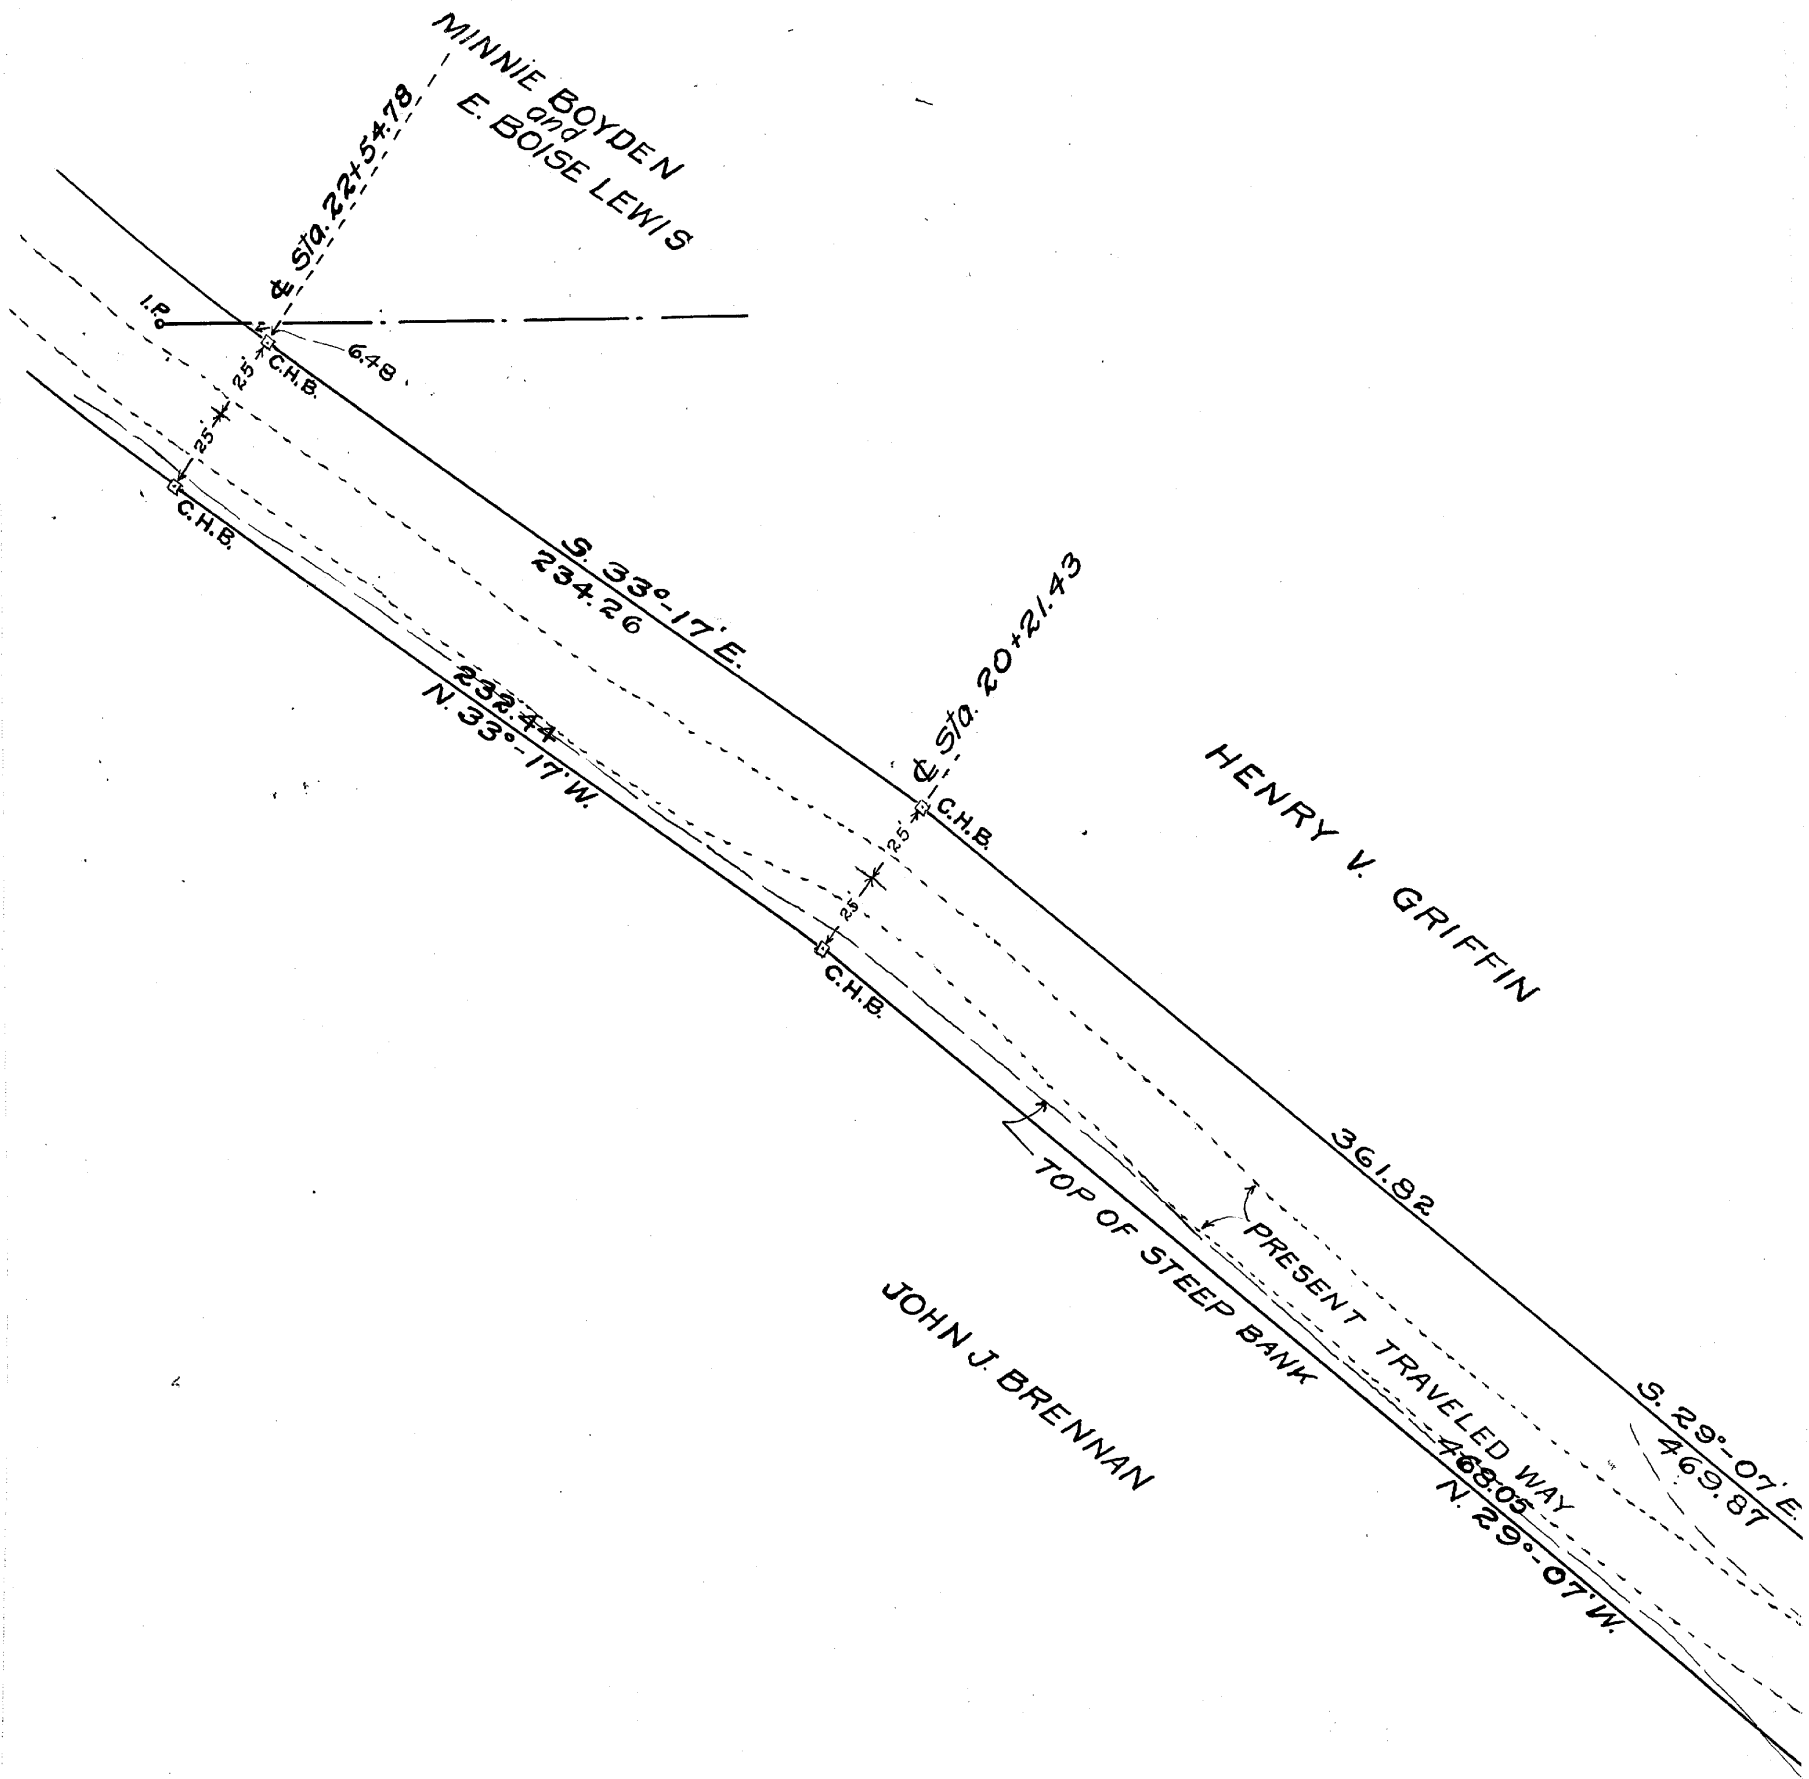 MINNIE BOYDEN
and
E. BOISE LEWIS
℄ Sta. 22+54.78
I.P.
6.48
C.H.B.
25'
25'
C.H.B.
S. 33°-17' E.
234.26
232.44
N. 33°-17' W.
℄ Sta. 20+21.43
C.H.B.
25'
25'
C.H.B.
HENRY V. GRIFFIN
361.82
TOP OF STEEP BANK
PRESENT TRAVELED WAY
JOHN J. BRENNAN
S. 29°-07' E.
469.87
468.05
N. 29°-07' W.